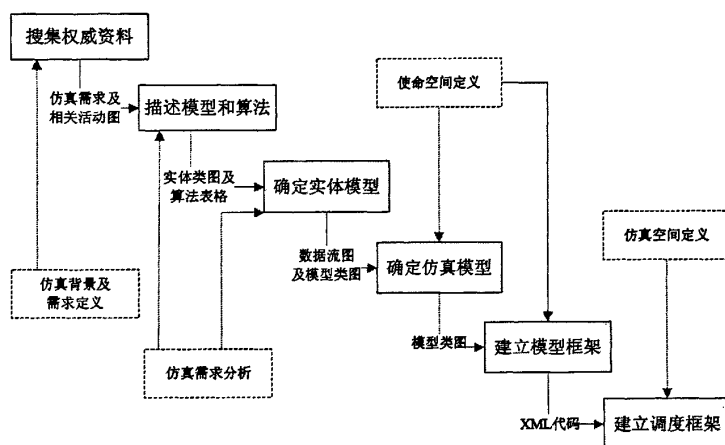 搜集权威资料
仿真需求及
相关活动图
描述模型和算法
使命空间定义
实体类图及
算法表格
确定实体模型
仿真空间定义
数据流图
及模型类图
确定仿真模型
仿真背景及
需求定义
模型类图
建立模型框架
仿真需求分析
XML代码
建立调度框架